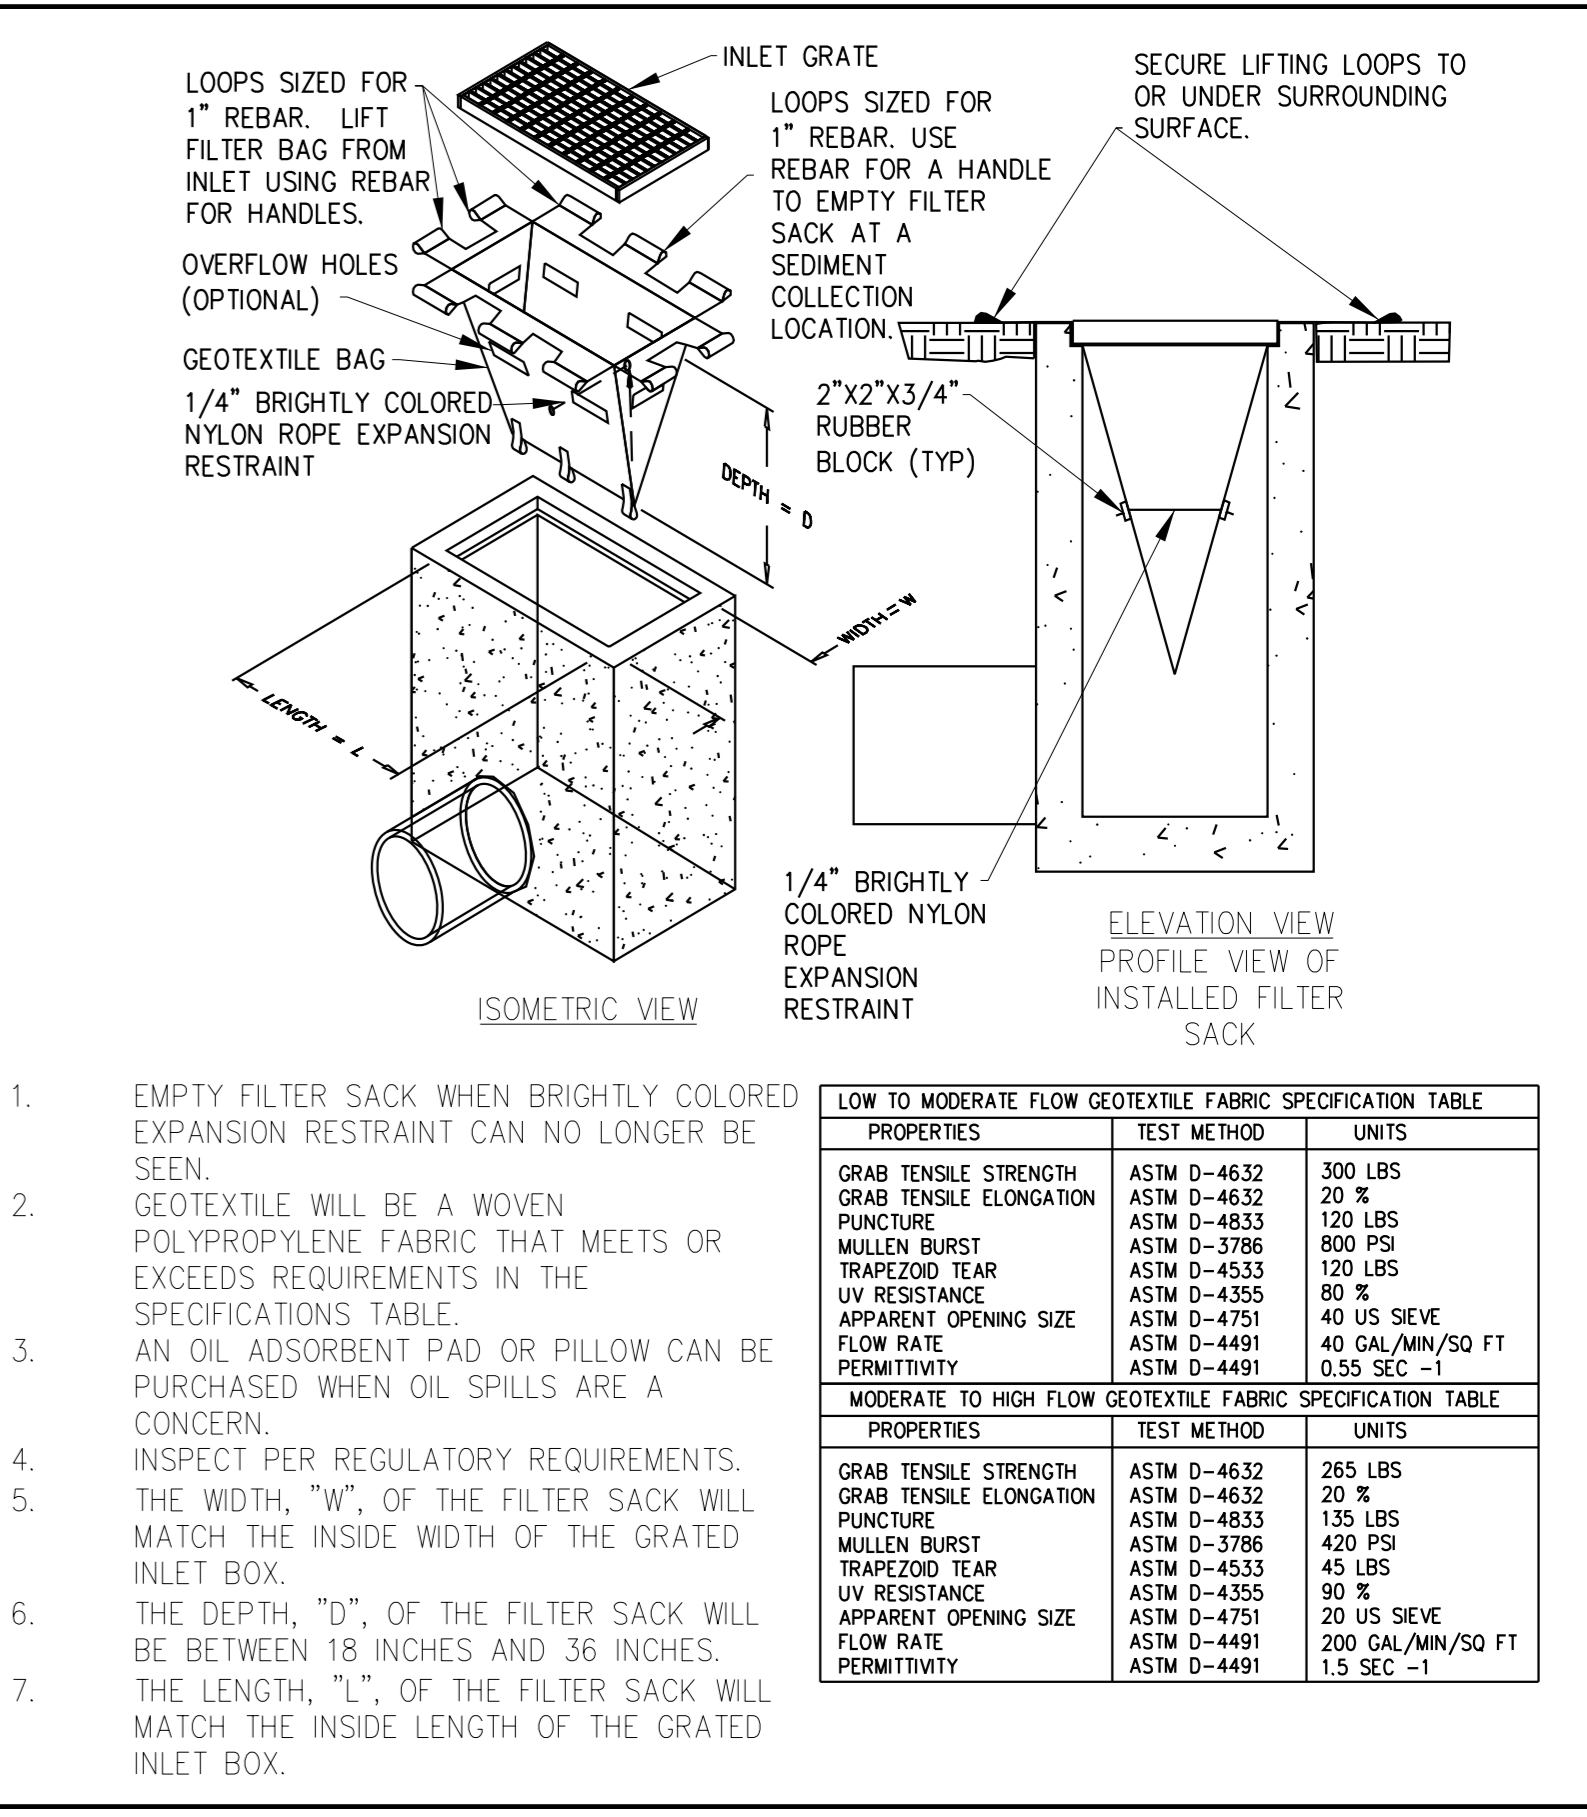 INLET GRATE
LOOPS SIZED FOR
1" REBAR. LIFT
FILTER BAG FROM
INLET USING REBAR
FOR HANDLES.
OVERFLOW HOLES
(OPTIONAL)
GEOTEXTILE BAG
1/4" BRIGHTLY COLORED
NYLON ROPE EXPANSION
RESTRAINT
LOOPS SIZED FOR
1" REBAR. USE
REBAR FOR A HANDLE
TO EMPTY FILTER
SACK AT A
SEDIMENT
COLLECTION
LOCATION.
SECURE LIFTING LOOPS TO
OR UNDER SURROUNDING
SURFACE.
2"X2"X3/4"
RUBBER
BLOCK (TYP)
DEPTH = D
WIDTH = W
LENGTH = L
1/4" BRIGHTLY
COLORED NYLON
ROPE
EXPANSION
RESTRAINT
ISOMETRIC VIEW
ELEVATION VIEW
PROFILE VIEW OF
INSTALLED FILTER
SACK
1. EMPTY FILTER SACK WHEN BRIGHTLY COLORED
EXPANSION RESTRAINT CAN NO LONGER BE
SEEN.
2. GEOTEXTILE WILL BE A WOVEN
POLYPROPYLENE FABRIC THAT MEETS OR
EXCEEDS REQUIREMENTS IN THE
SPECIFICATIONS TABLE.
3. AN OIL ADSORBENT PAD OR PILLOW CAN BE
PURCHASED WHEN OIL SPILLS ARE A
CONCERN.
4. INSPECT PER REGULATORY REQUIREMENTS.
5. THE WIDTH, "W", OF THE FILTER SACK WILL
MATCH THE INSIDE WIDTH OF THE GRATED
INLET BOX.
6. THE DEPTH, "D", OF THE FILTER SACK WILL
BE BETWEEN 18 INCHES AND 36 INCHES.
7. THE LENGTH, "L", OF THE FILTER SACK WILL
MATCH THE INSIDE LENGTH OF THE GRATED
INLET BOX.
LOW TO MODERATE FLOW GEOTEXTILE FABRIC SPECIFICATION TABLE
PROPERTIES TEST METHOD UNITS
GRAB TENSILE STRENGTH ASTM D-4632 300 LBS
GRAB TENSILE ELONGATION ASTM D-4632 20 %
PUNCTURE ASTM D-4833 120 LBS
MULLEN BURST ASTM D-3786 800 PSI
TRAPEZOID TEAR ASTM D-4533 120 LBS
UV RESISTANCE ASTM D-4355 80 %
APPARENT OPENING SIZE ASTM D-4751 40 US SIEVE
FLOW RATE ASTM D-4491 40 GAL/MIN/SQ FT
PERMITTIVITY ASTM D-4491 0.55 SEC -1
MODERATE TO HIGH FLOW GEOTEXTILE FABRIC SPECIFICATION TABLE
PROPERTIES TEST METHOD UNITS
GRAB TENSILE STRENGTH ASTM D-4632 265 LBS
GRAB TENSILE ELONGATION ASTM D-4632 20 %
PUNCTURE ASTM D-4833 135 LBS
MULLEN BURST ASTM D-3786 420 PSI
TRAPEZOID TEAR ASTM D-4533 45 LBS
UV RESISTANCE ASTM D-4355 90 %
APPARENT OPENING SIZE ASTM D-4751 20 US SIEVE
FLOW RATE ASTM D-4491 200 GAL/MIN/SQ FT
PERMITTIVITY ASTM D-4491 1.5 SEC -1